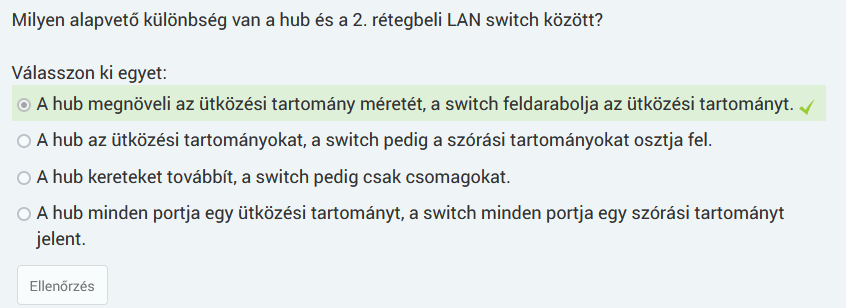 Milyen alapvető különbség van a hub és a 2. rétegbeli LAN switch között?
Válasszon ki egyet:
A hub megnöveli az ütközési tartomány méretét, a switch feldarabolja az ütközési tartományt.
A hub az ütközési tartományokat, a switch pedig a szórási tartományokat osztja fel.
A hub kereteket továbbít, a switch pedig csak csomagokat.
A hub minden portja egy ütközési tartományt, a switch minden portja egy szórási tartományt
jelent.
Ellenőrzés